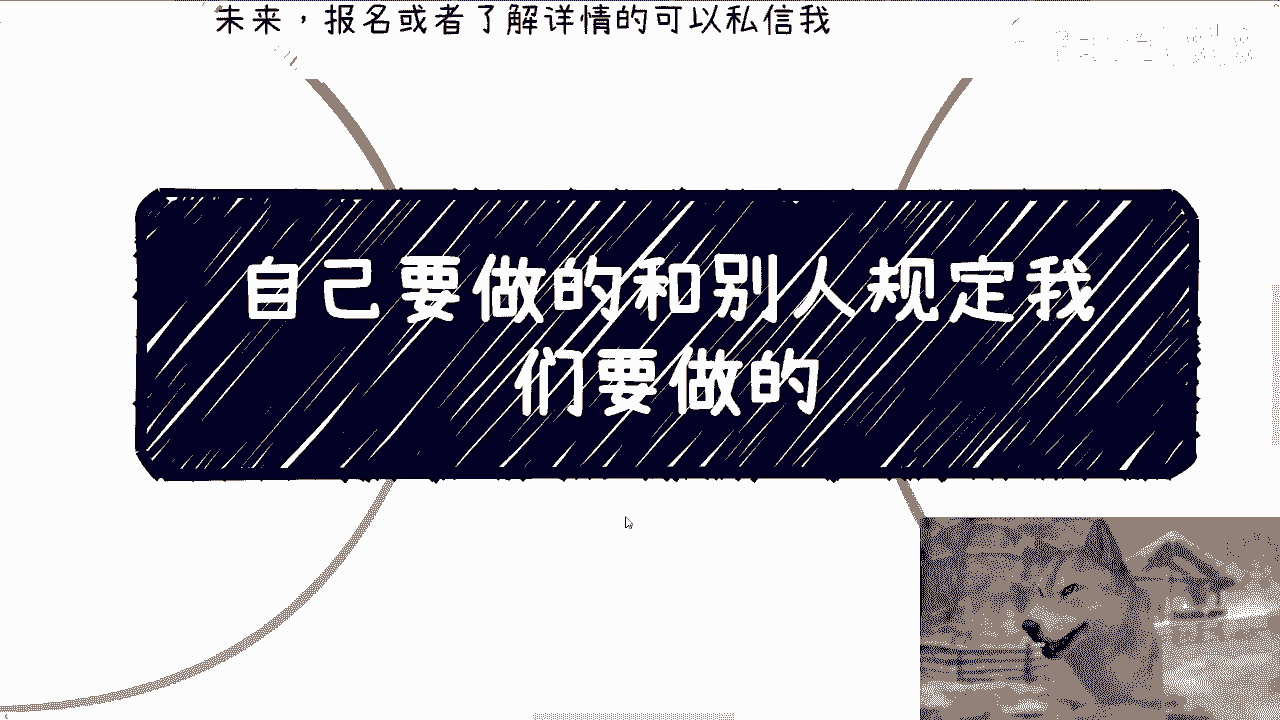 未来，报名或者了解详情的可以私信我
自己要做的和别人规定我
们要做的